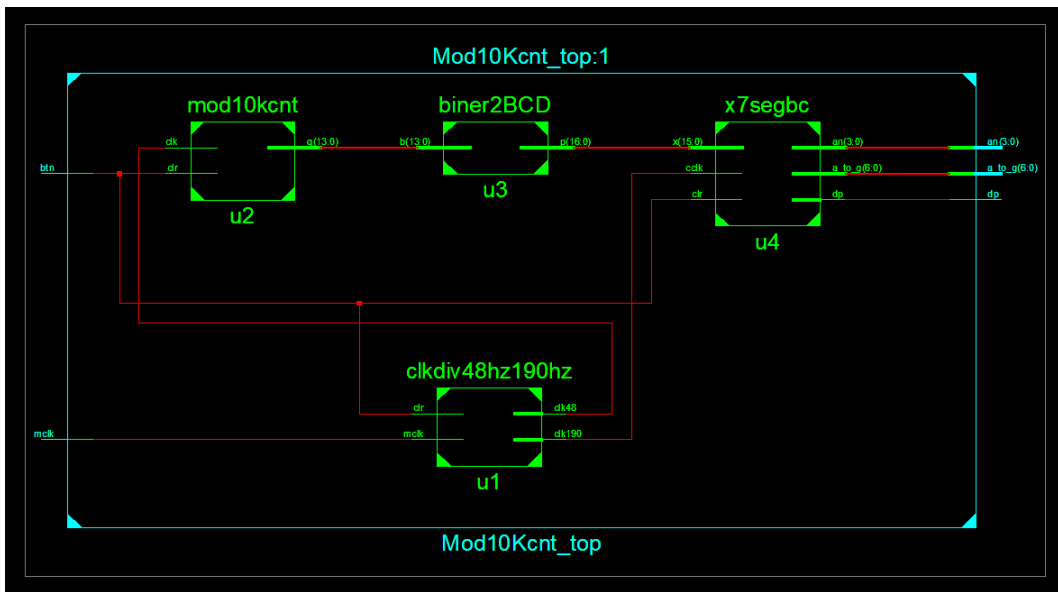 Mod10Kcnt_top:1
mod10kcnt
biner2BCD
x7segbc
clk
q(13:0)
b(13:0)
p(16:0)
x(15:0)
an(3:0)
an(3:0)
btn
clr
cclk
a_to_g(6:0)
a_to_g(6:0)
clr
dp
dp
u2
u3
u4
clkdiv48hz190hz
clr
clk48
mclk
mclk
clk190
u1
Mod10Kcnt_top